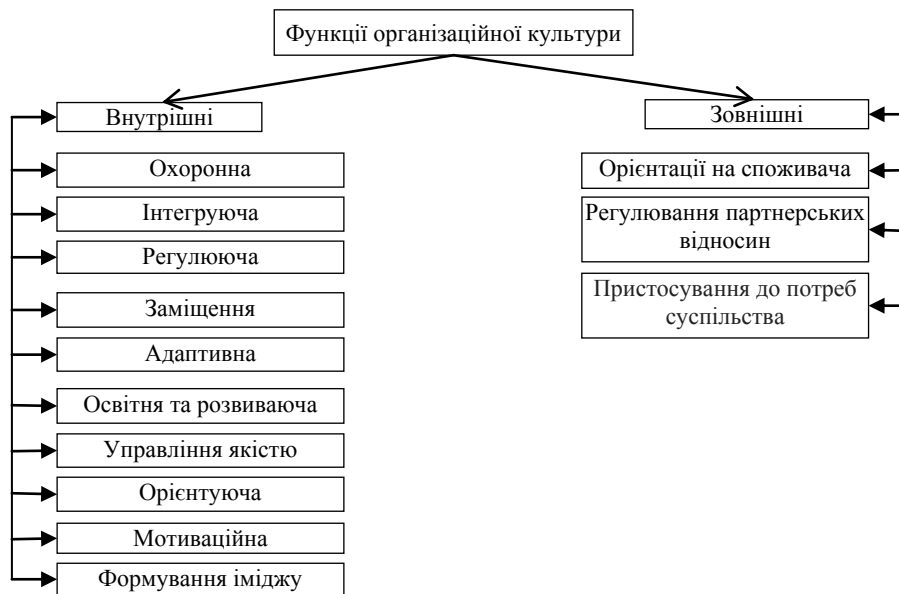 Функції організаційної культури
Внутрішні
Охоронна
Інтегруюча
Регулююча
Заміщення
Адаптивна
Освітня та розвиваюча
Управління якістю
Орієнтуюча
Мотиваційна
Формування іміджу
Зовнішні
Орієнтації на споживача
Регулювання партнерських
відносин
Пристосування до потреб
суспільства